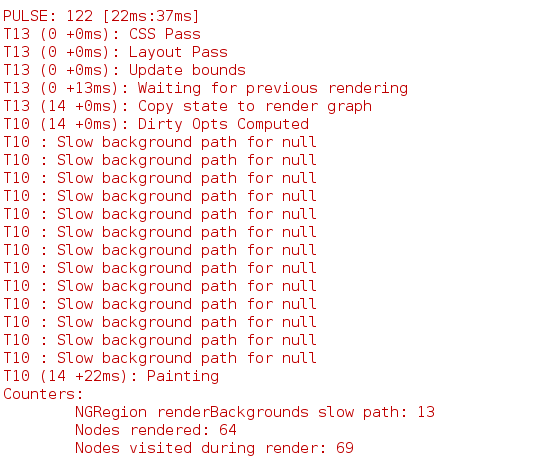 PULSE: 122 [22ms:37ms]
T13 (0 +0ms): CSS Pass
T13 (0 +0ms): Layout Pass
T13 (0 +0ms): Update bounds
T13 (0 +13ms): Waiting for previous rendering
T13 (14 +0ms): Copy state to render graph
T10 (14 +0ms): Dirty Opts Computed
T10 : Slow background path for null
T10 : Slow background path for null
T10 : Slow background path for null
T10 : Slow background path for null
T10 : Slow background path for null
T10 : Slow background path for null
T10 : Slow background path for null
T10 : Slow background path for null
T10 : Slow background path for null
T10 : Slow background path for null
T10 : Slow background path for null
T10 : Slow background path for null
T10 : Slow background path for null
T10 (14 +22ms): Painting
Counters:
NGRegion renderBackgrounds slow path: 13
Nodes rendered: 64
Nodes visited during render: 69